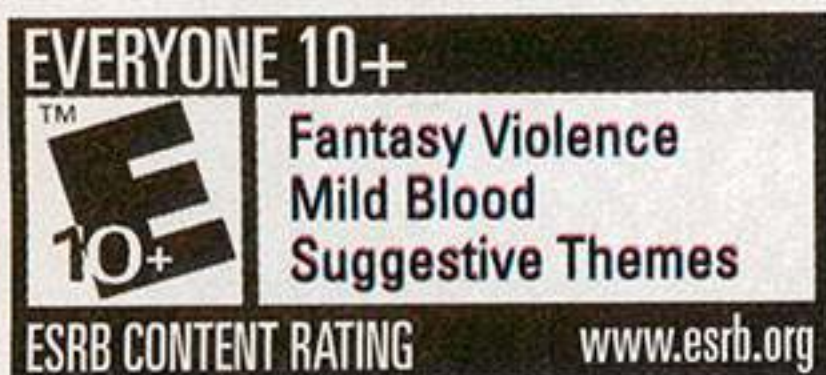 EVERYONE 10+
TM
E
10+
Fantasy Violence
Mild Blood
Suggestive Themes
ESRB CONTENT RATING www.esrb.org